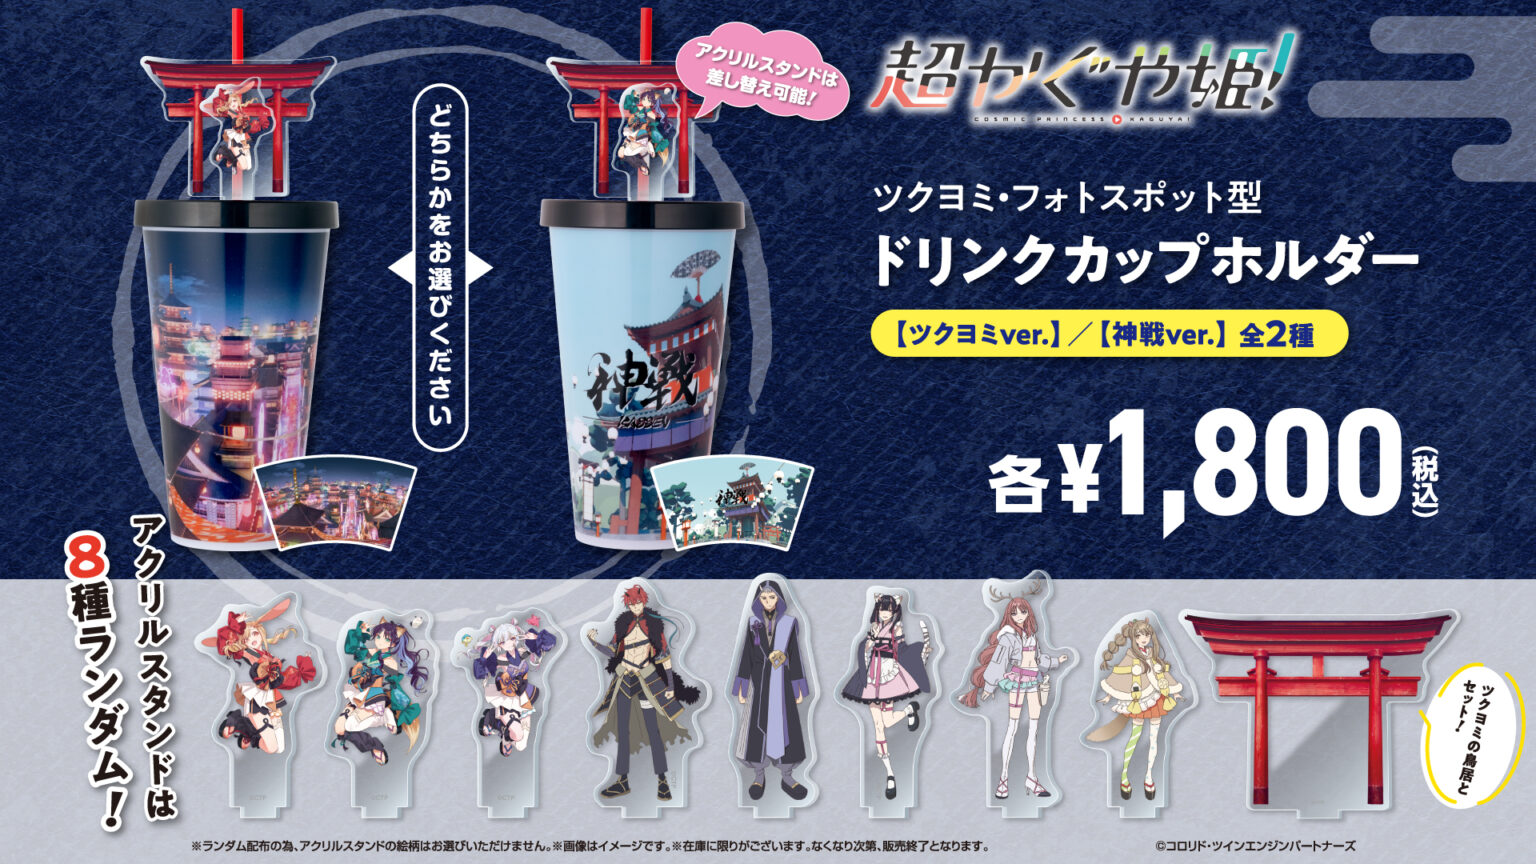 アクリルスタンドは
差し替え可能！
超かぐや姫！
COSMIC PRINCESS KAGUYA!
どちらかをお選びください
ツクヨミ・フォトスポット型
ドリンクカップホルダー
【ツクヨミver.】／【神戦ver.】全2種
各¥1,800（税込）
神戦
KASSEN
神戦
アクリルスタンドは
8種ランダム！
ツクヨミの鳥居と
セット！
©CTP
©CTP
©CTP
※ランダム配布の為、アクリルスタンドの絵柄はお選びいただけません。※画像はイメージです。※在庫に限りがございます。なくなり次第、販売終了となります。
©コロリド・ツインエンジンパートナーズ